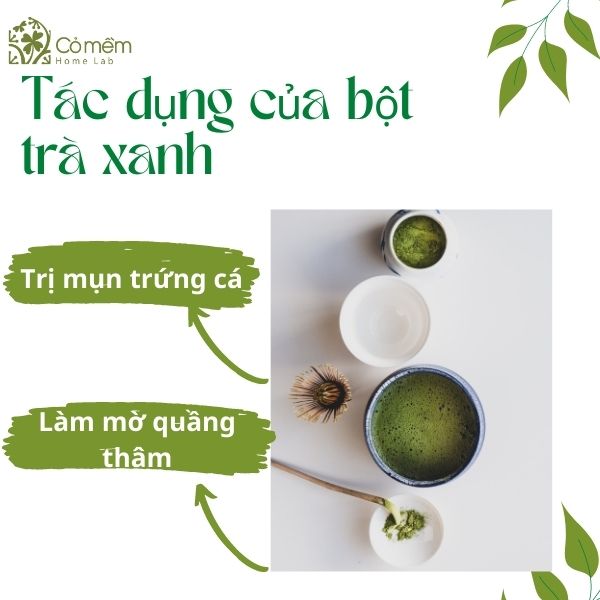 Cỏ mềm
Home Lab
Tác dụng của bột
trà xanh
Trị mụn trứng cá
Làm mờ quầng
thâm